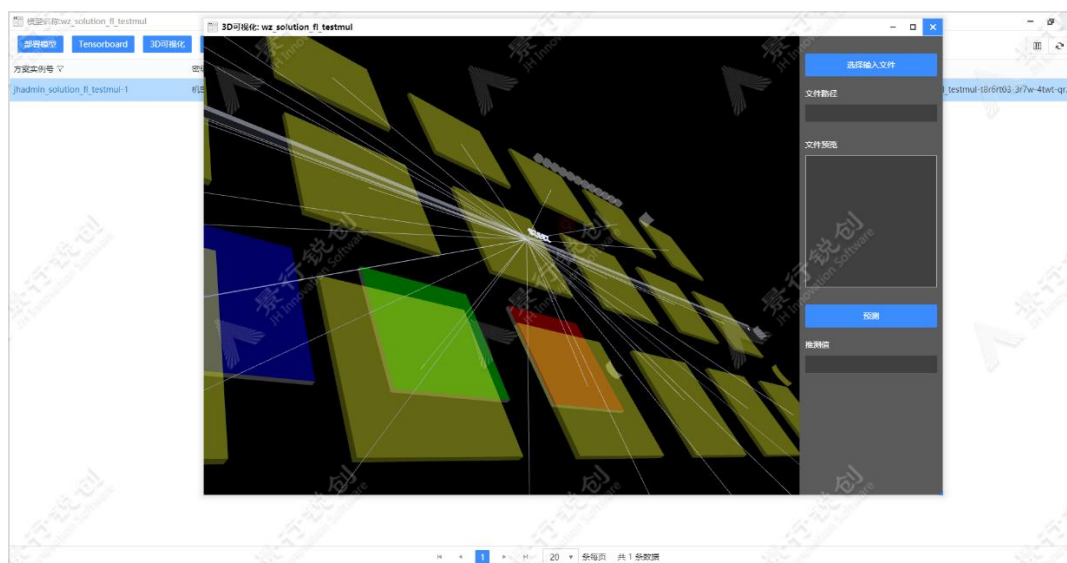 模型名称:wz_solution_fl_testmul
部署模型 Tensorboard 3D可视化
方案实例号
jhadmin_solution_fl_testmul-1
3D可视化: wz_solution_fl_testmul
选择输入文件
文件路径
文件预览
预测
推测值
1 20 条每页 共 1 条数据
景行锐创
JH Innovation Software